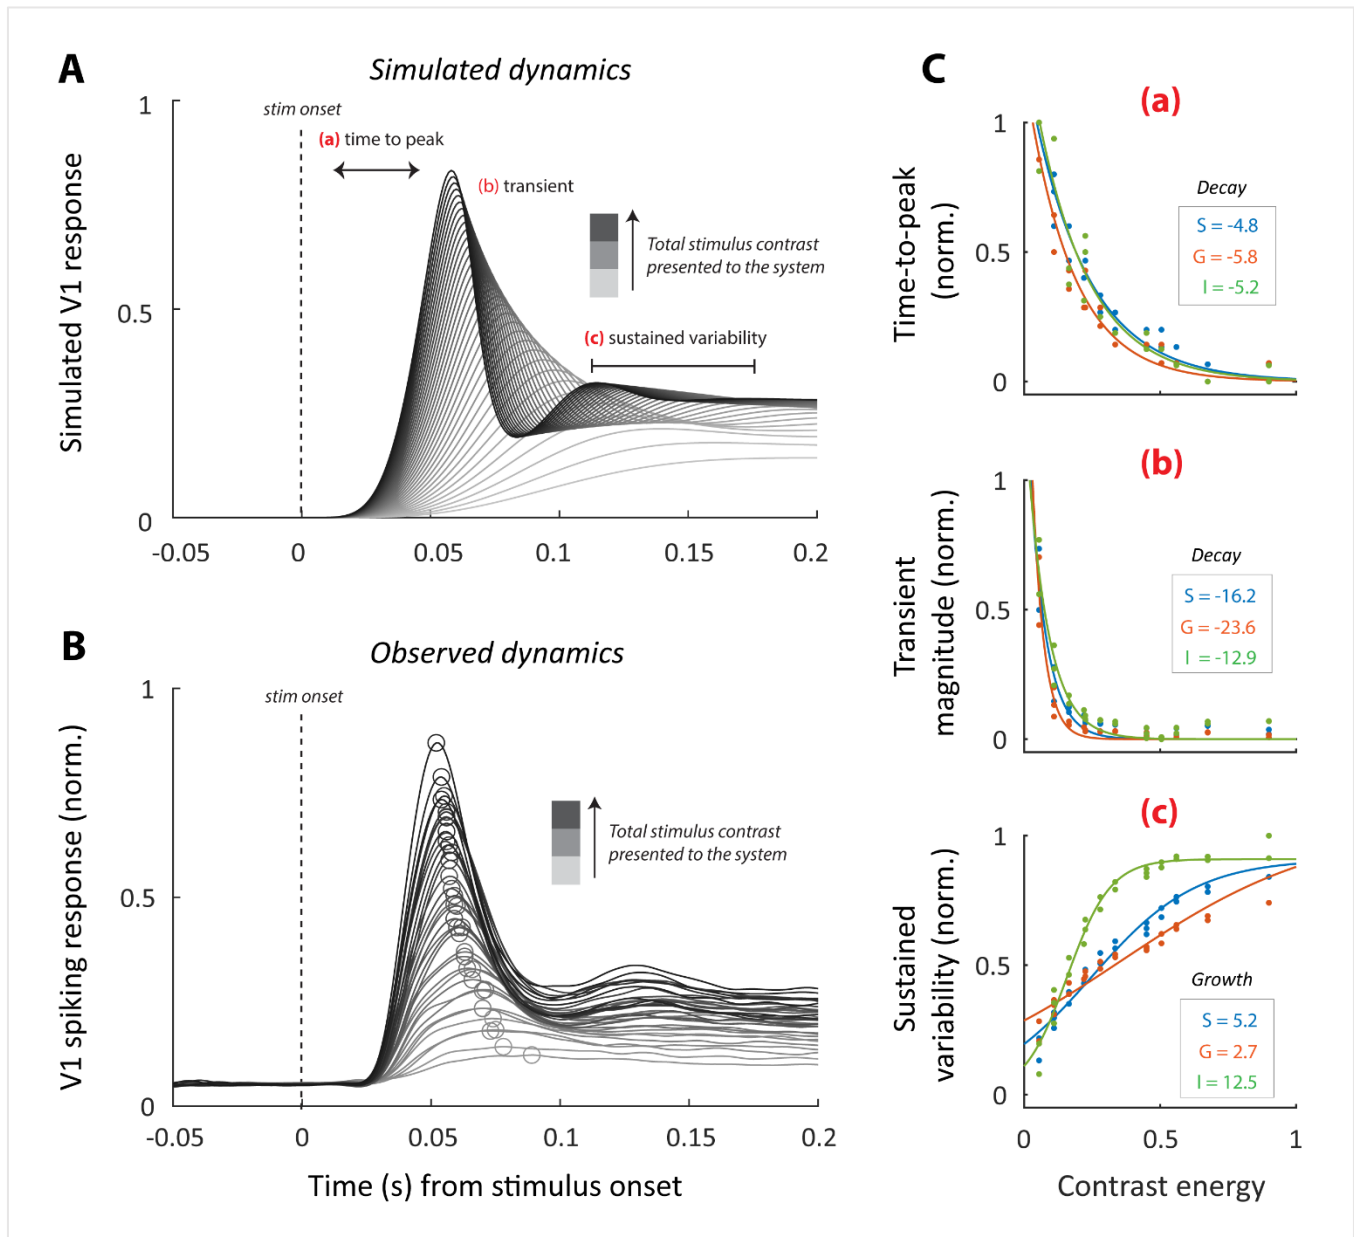 A
Simulated dynamics
1
stim onset
(a) time to peak
(b) transient
Total stimulus contrast
presented to the system
(c) sustained variability
Simulated V1 response
0.5
0
-0.05
0
0.05
0.1
0.15
0.2
B
Observed dynamics
1
stim onset
Total stimulus contrast
presented to the system
V1 spiking response (norm.)
0.5
0
-0.05
0
0.05
0.1
0.15
0.2
Time (s) from stimulus onset
C
(a)
1
Time-to-peak
(norm.)
0.5
0
Decay
S = -4.8
G = -5.8
I = -5.2
(b)
1
Transient
magnitude (norm.)
0.5
0
Decay
S = -16.2
G = -23.6
I = -12.9
(c)
1
Sustained
variability (norm.)
0.5
0
Growth
S = 5.2
G = 2.7
I = 12.5
0
0.5
1
Contrast energy